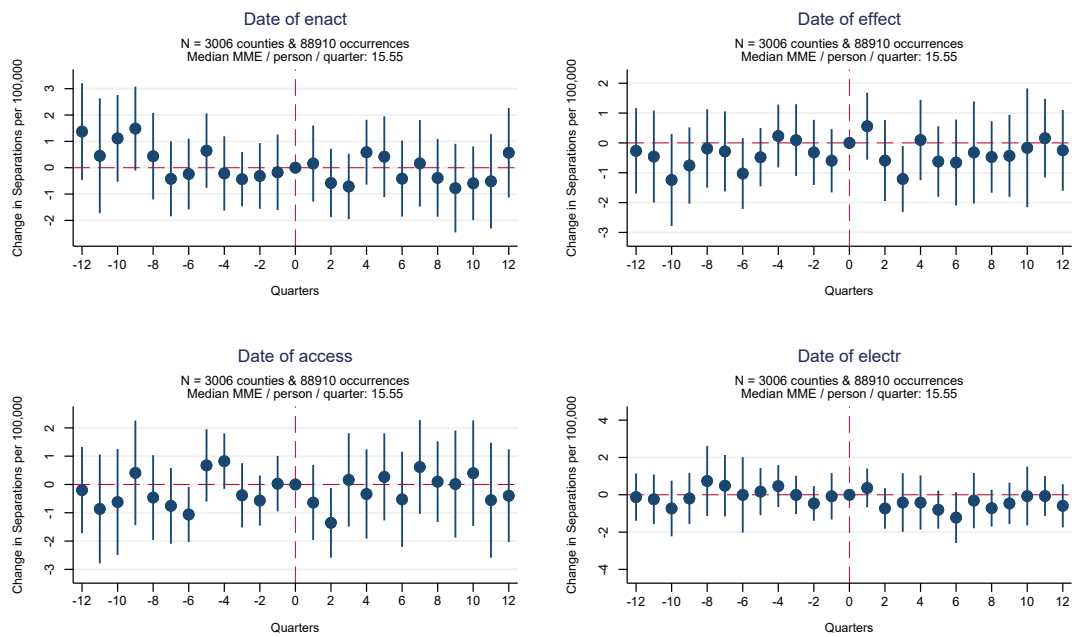 Date of enact
N = 3006 counties & 88910 occurrences
Median MME / person / quarter: 15.55
Change in Separations per 100,000
3
2
1
0
-1
-2
-12 -10 -8 -6 -4 -2 0 2 4 6 8 10 12
Quarters
Date of effect
N = 3006 counties & 88910 occurrences
Median MME / person / quarter: 15.55
Change in Separations per 100,000
2
1
0
-1
-2
-3
-12 -10 -8 -6 -4 -2 0 2 4 6 8 10 12
Quarters
Date of access
N = 3006 counties & 88910 occurrences
Median MME / person / quarter: 15.55
Change in Separations per 100,000
2
1
0
-1
-2
-3
-12 -10 -8 -6 -4 -2 0 2 4 6 8 10 12
Quarters
Date of electr
N = 3006 counties & 88910 occurrences
Median MME / person / quarter: 15.55
Change in Separations per 100,000
4
2
0
-2
-4
-12 -10 -8 -6 -4 -2 0 2 4 6 8 10 12
Quarters